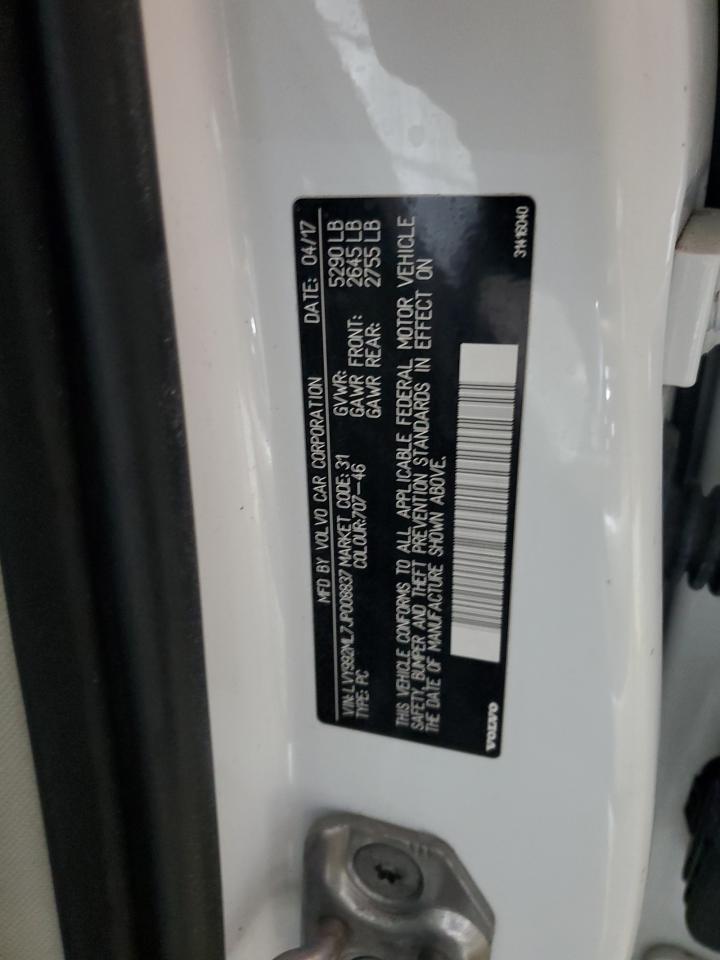 MFD BY VOLVO CAR CORPORATION DATE: 04/17
VIN: LVY992ML7JP008837 MARKET CODE: 31 GVWR: 5290 LB
TYPE: PC COLOUR:707-46 GAWR FRONT: 2645 LB
GAWR REAR: 2755 LB
THIS VEHICLE CONFORMS TO ALL APPLICABLE FEDERAL MOTOR VEHICLE
SAFETY, BUMPER AND THEFT PREVENTION STANDARDS IN EFFECT ON
THE DATE OF MANUFACTURE SHOWN ABOVE.
VOLVO 31416040